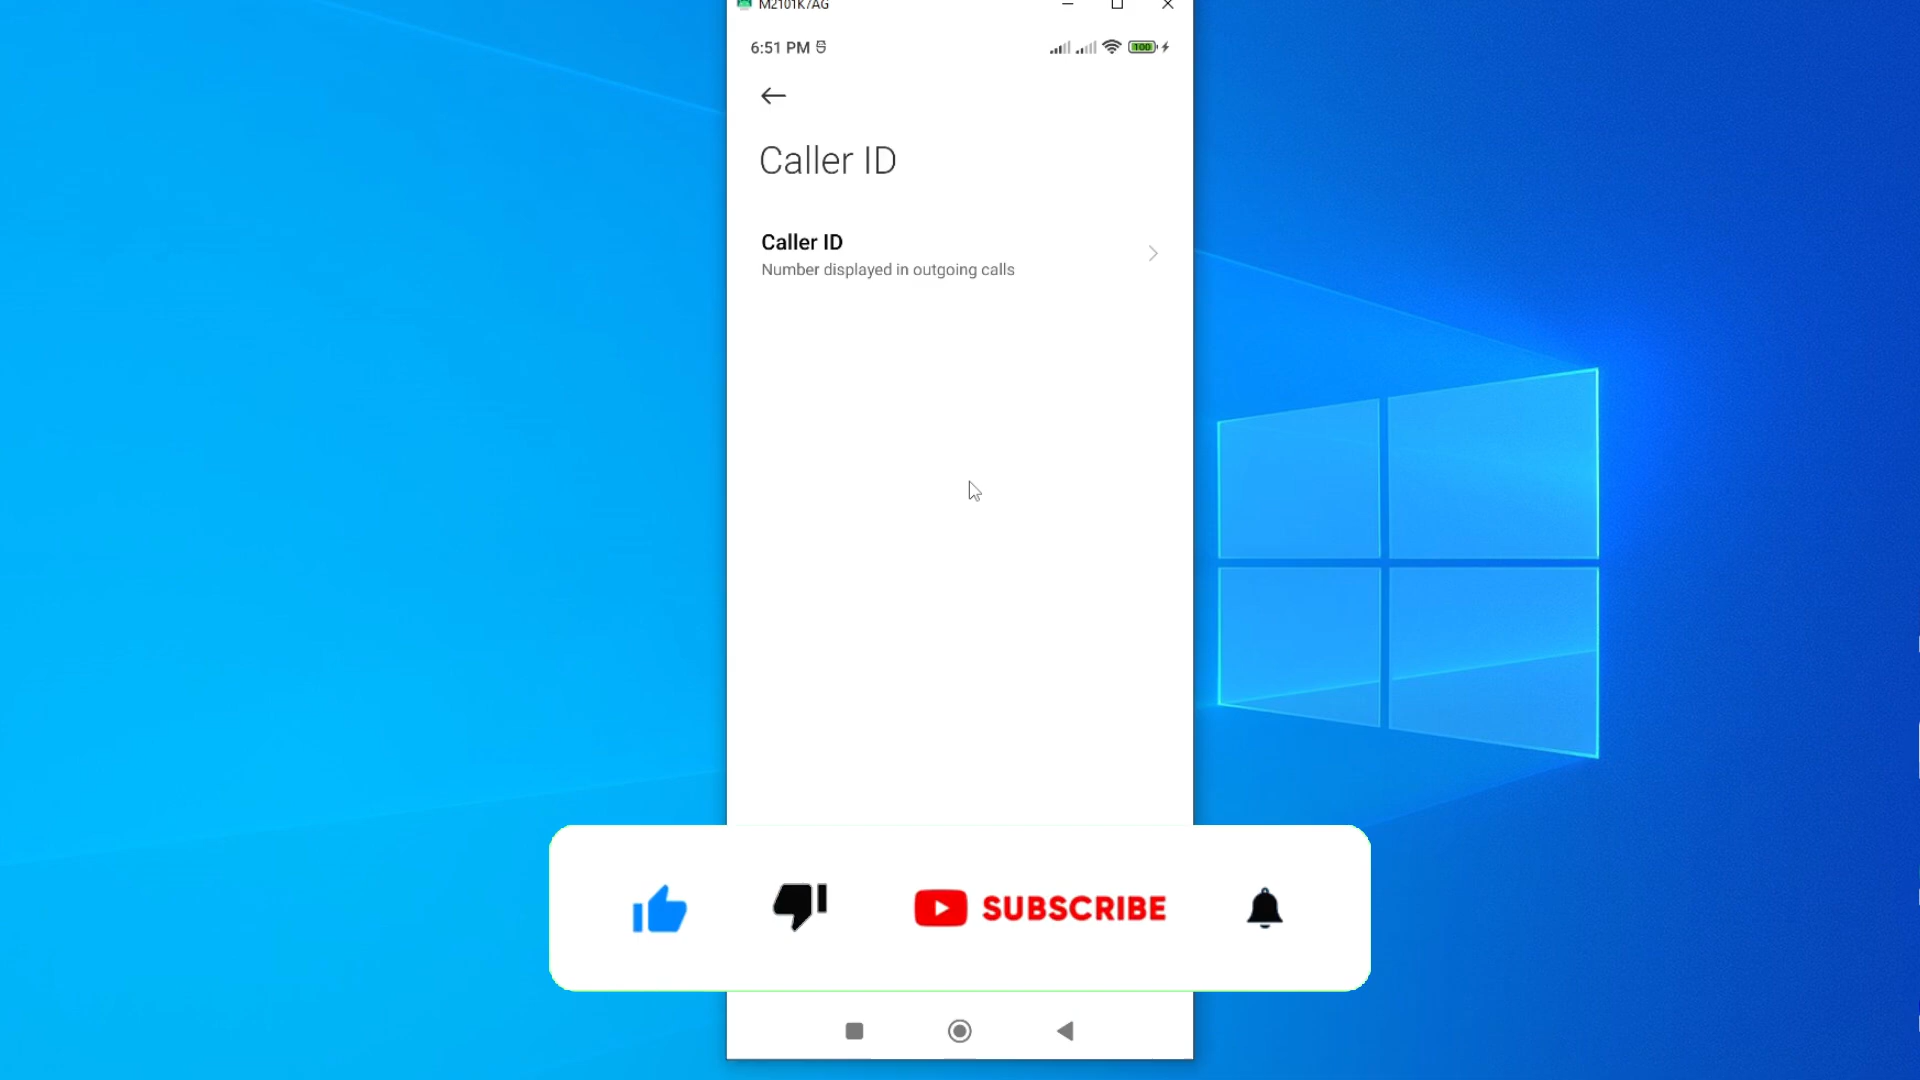 M2101K7AG
6:51 PM
100
Caller ID
Caller ID
Number displayed in outgoing calls
SUBSCRIBE